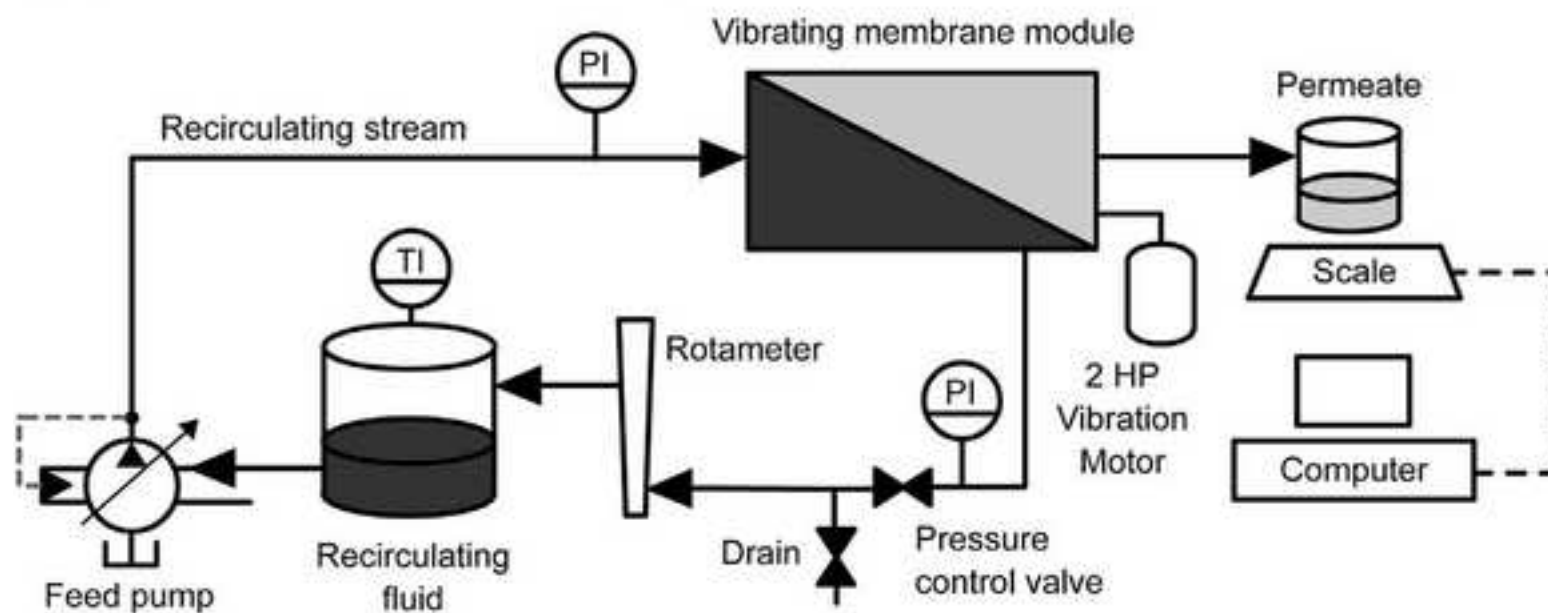 Vibrating membrane module
PI
Permeate
Recirculating stream
TI
Scale
Rotameter
PI
2 HP
Vibration
Motor
Computer
Drain
Pressure
control valve
Recirculating
fluid
Feed pump